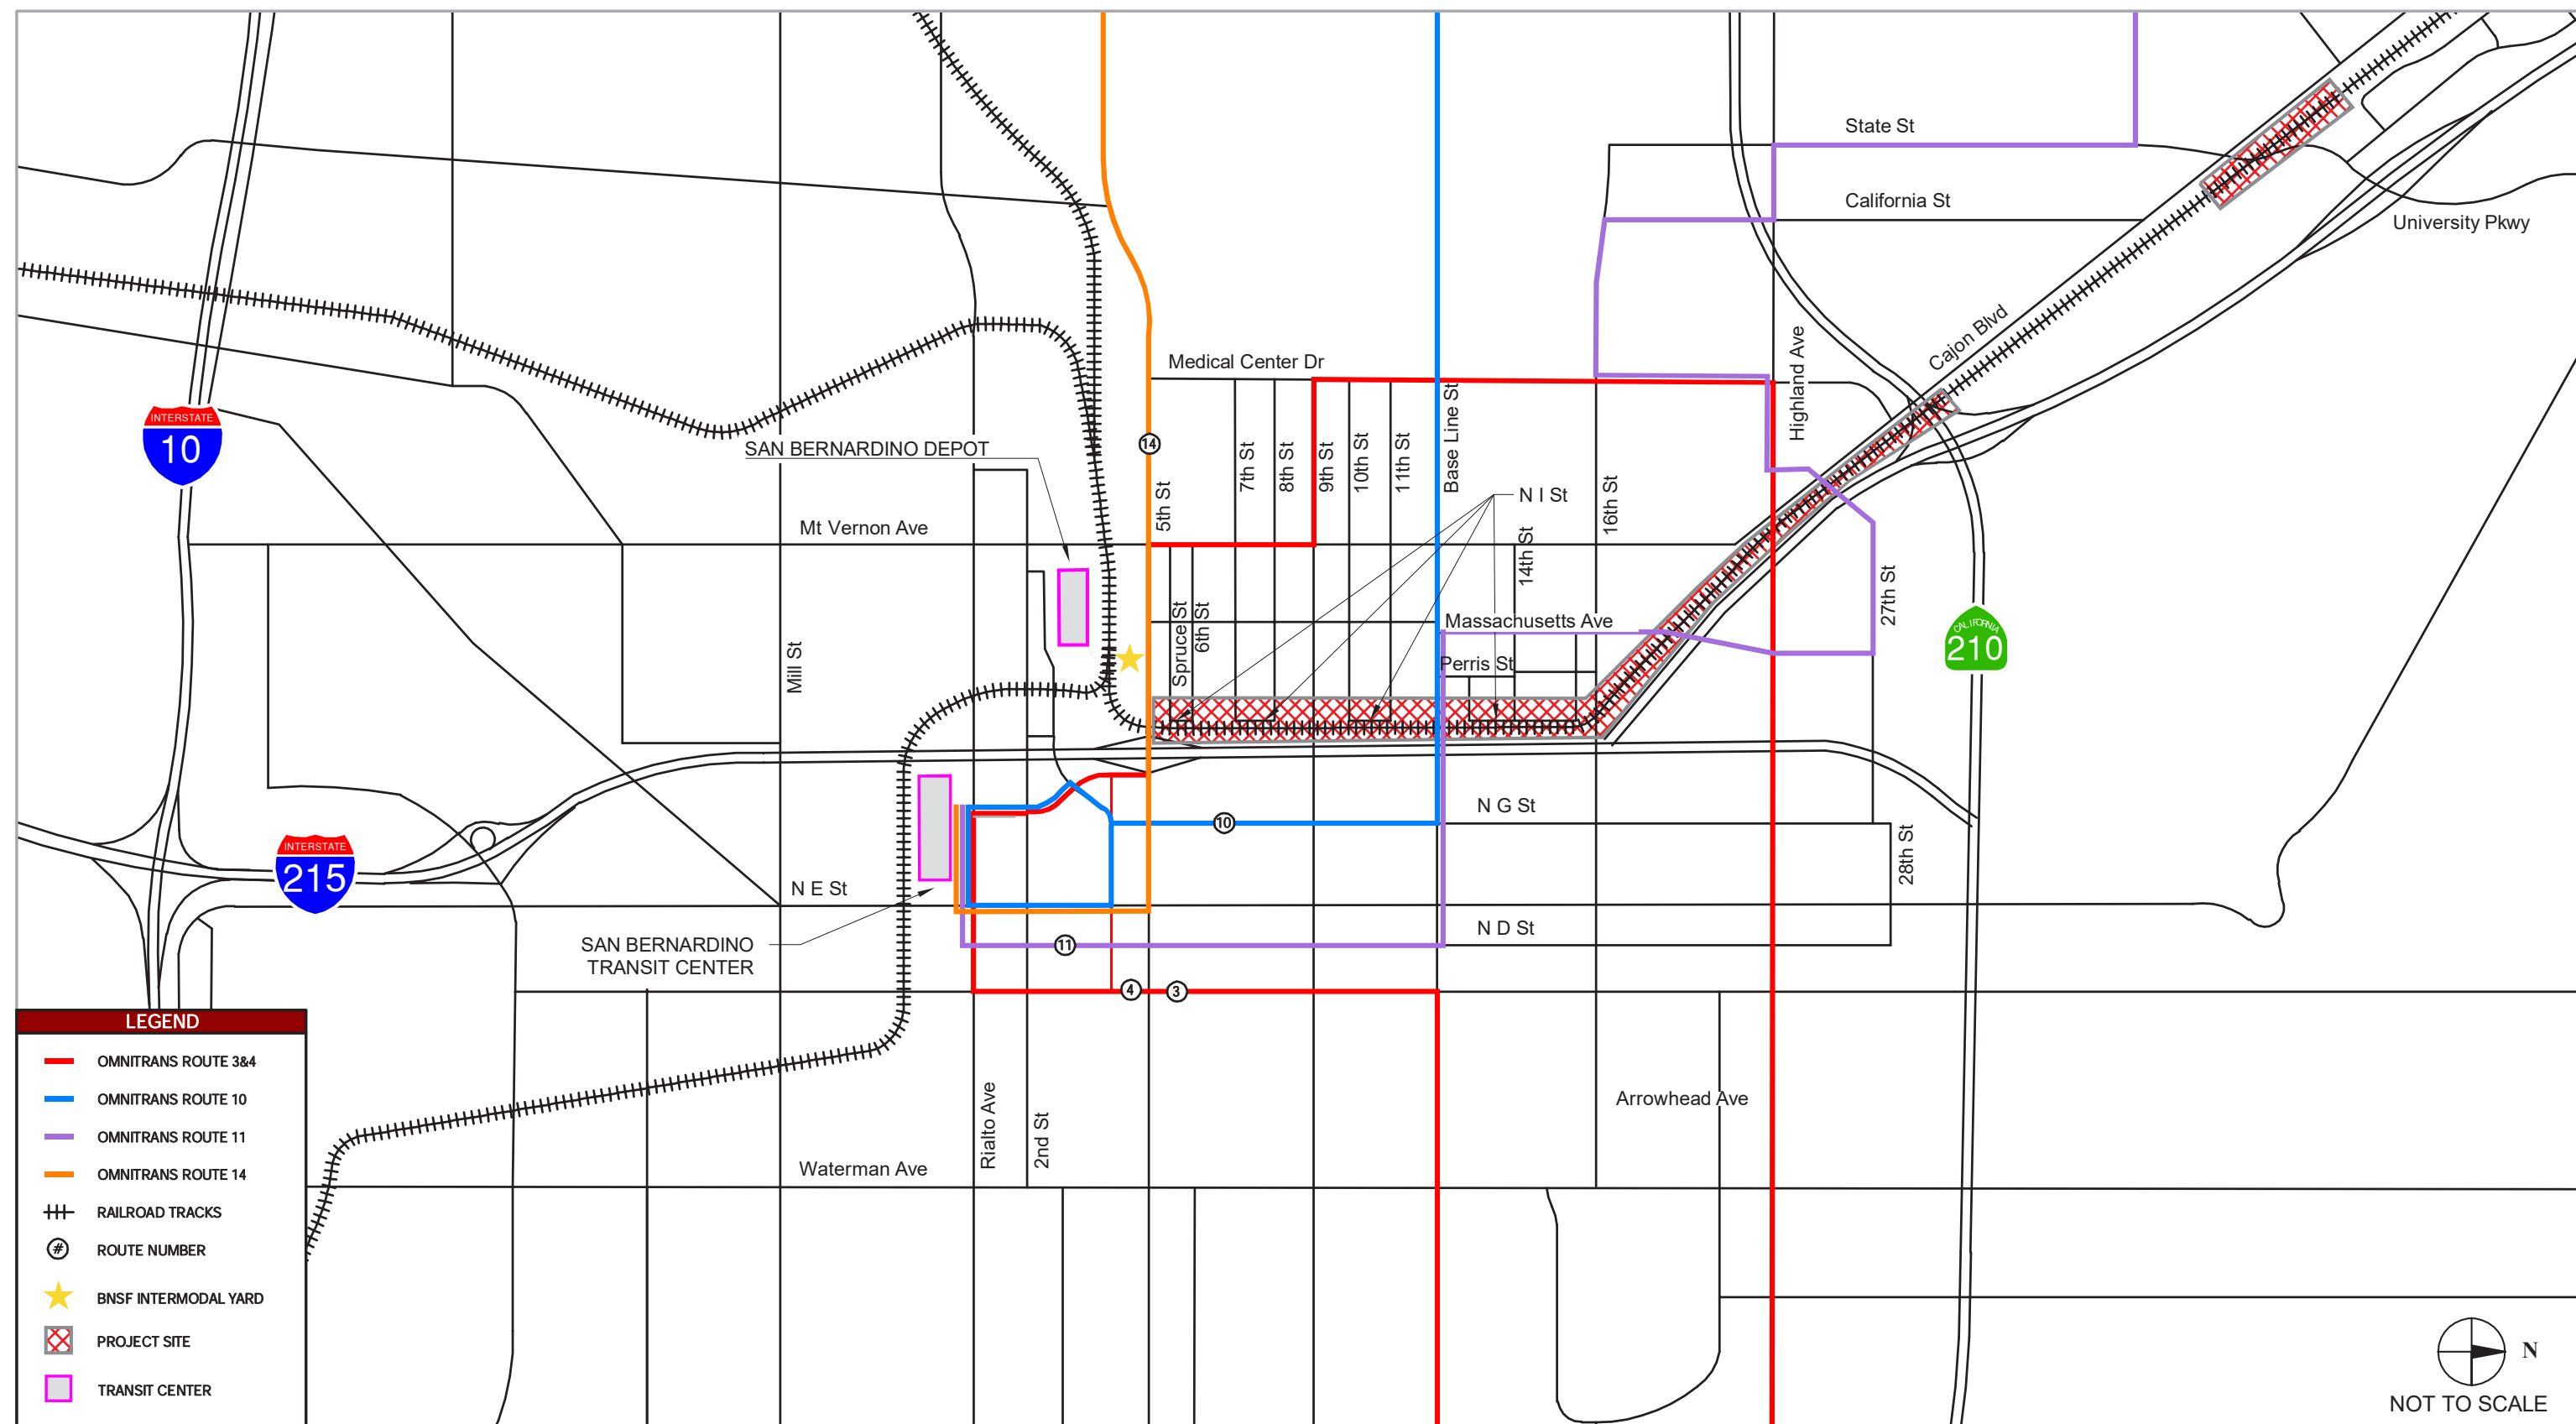 State St
California St
University Pkwy
Cajon Blvd
Highland Ave
Medical Center Dr
INTERSTATE
10
SAN BERNARDINO DEPOT
14
5th St
7th St
8th St
9th St
10th St
11th St
Base Line St
N I St
16th St
14th St
Mt Vernon Ave
27th St
Spruce St
6th St
Massachusetts Ave
Perris St
CALIFORNIA
210
Mill St
N G St
10
28th St
INTERSTATE
215
N E St
N D St
SAN BERNARDINO
TRANSIT CENTER
11
4
3
LEGEND
OMNITRANS ROUTE 3&4
OMNITRANS ROUTE 10
OMNITRANS ROUTE 11
OMNITRANS ROUTE 14
RAILROAD TRACKS
# ROUTE NUMBER
BNSF INTERMODAL YARD
PROJECT SITE
TRANSIT CENTER
Rialto Ave
2nd St
Arrowhead Ave
Waterman Ave
N
NOT TO SCALE